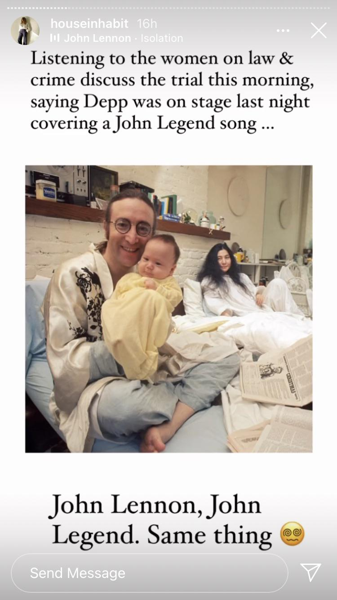 houseinhabit 16h
John Lennon · Isolation
Listening to the women on law &
crime discuss the trial this morning,
saying Depp was on stage last night
covering a John Legend song ...
John Lennon, John
Legend. Same thing 😵‍💫
Send Message